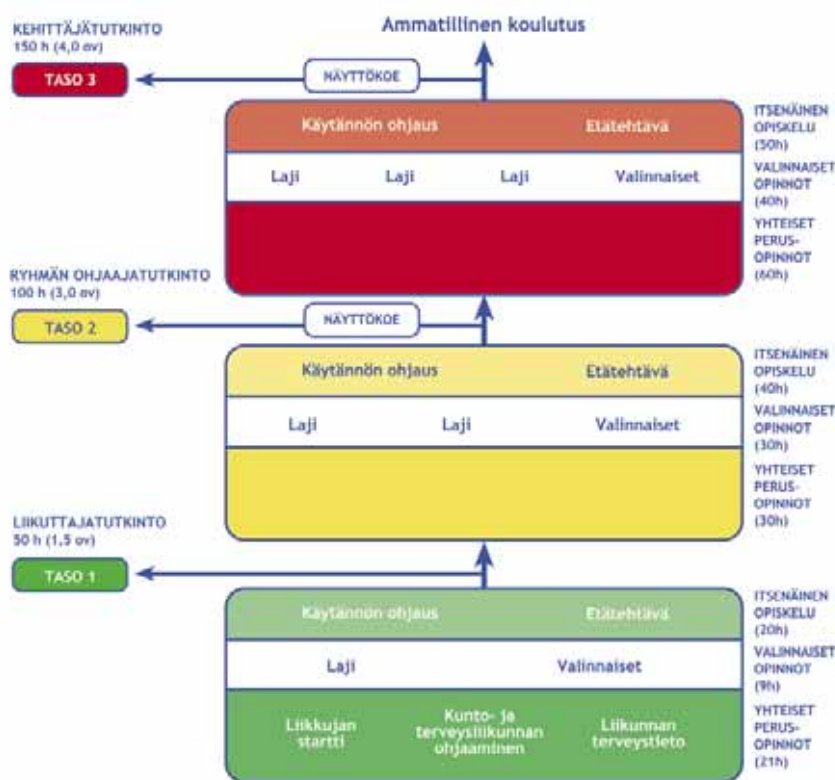 Ammatillinen koulutus
KEHITTÄJÄTUTKINTO
150 h (4,0 ov)
TASO 3
NÄYTTÖKOE
Käytännön ohjaus Etätehtävä
ITSENÄINEN
OPISKELU
(50h)
Laji Laji Laji Valinnaiset
VALINNAISET
OPINNOT
(40h)
YHTEISET
PERUS-
OPINNOT
(60h)
RYHMÄN OHJAAJATUTKINTO
100 h (3,0 ov)
TASO 2
NÄYTTÖKOE
Käytännön ohjaus Etätehtävä
ITSENÄINEN
OPISKELU
(40h)
Laji Laji Valinnaiset
VALINNAISET
OPINNOT
(30h)
YHTEISET
PERUS-
OPINNOT
(30h)
LIIKUTTAJATUTKINTO
50 h (1,5 ov)
TASO 1
Käytännön ohjaus Etätehtävä
ITSENÄINEN
OPISKELU
(20h)
Laji Valinnaiset
VALINNAISET
OPINNOT
(9h)
Liikkujan
startti
Kunto- ja
terveysliikunnan
ohjaaminen
Liikunnan
terveystieto
YHTEISET
PERUS-
OPINNOT
(21h)